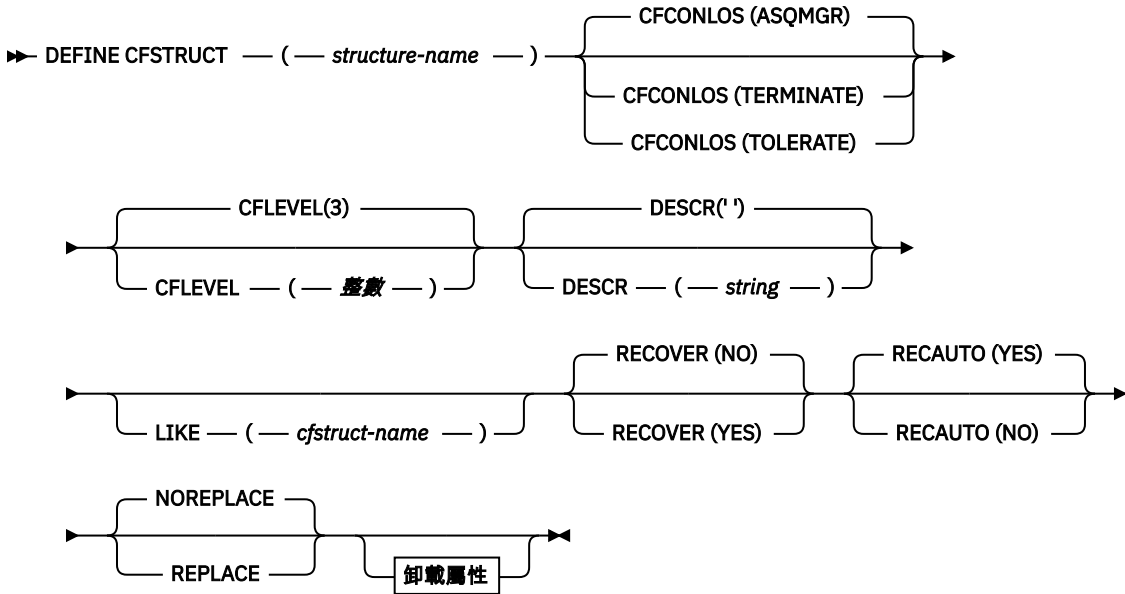 CFCONLOS (ASQMGR)
DEFINE CFSTRUCT ( structure-name )
CFCONLOS (TERMINATE)
CFCONLOS (TOLERATE)
CFLEVEL(3) DESCR(' ')
CFLEVEL ( 整數 ) DESCR ( string )
RECOVER (NO) RECAUTO (YES)
LIKE ( cfstruct-name ) RECOVER (YES) RECAUTO (NO)
NOREPLACE
REPLACE 卸載屬性